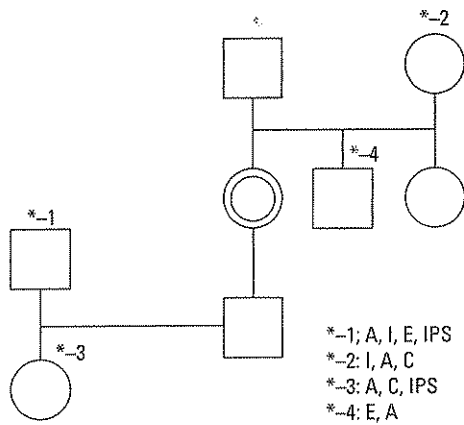 *
*–2
*–4
*–1
*–3
*–1; A, I, E, IPS
*–2: I, A, C
*–3: A, C, IPS
*–4: E, A